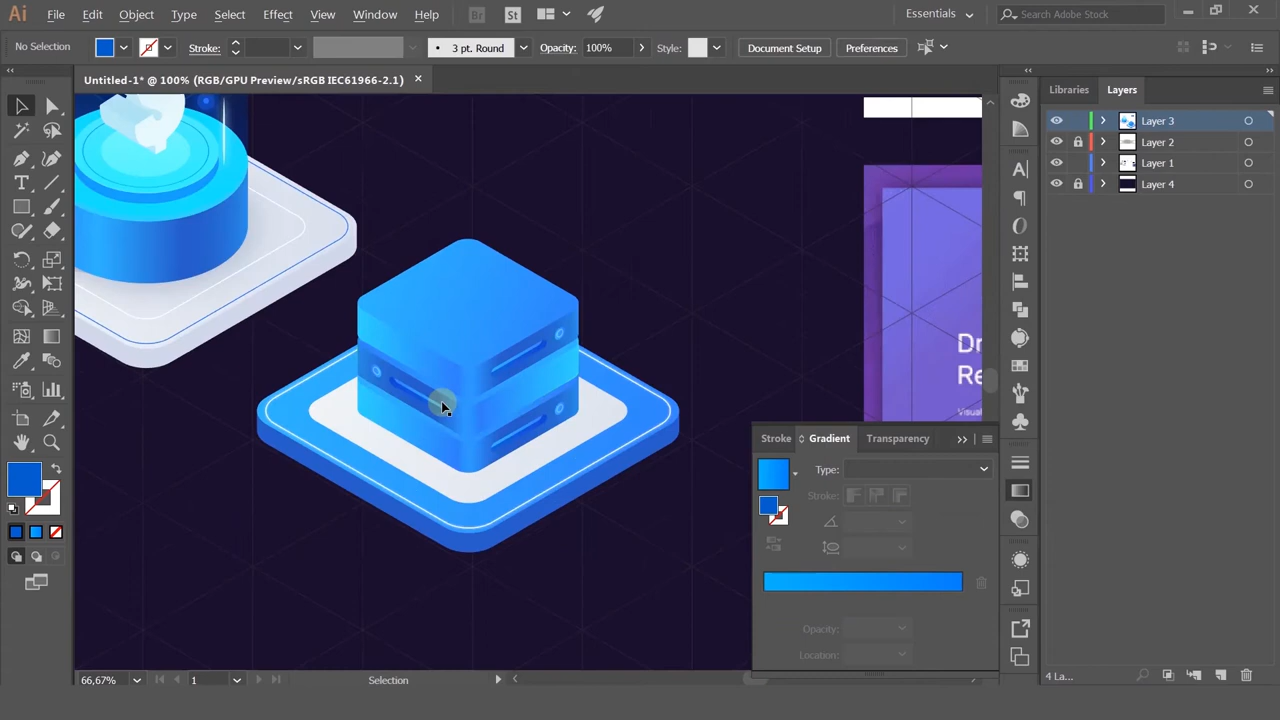 Ai File Edit Object Type Select Effect View Window Help Br St Essentials Search Adobe Stock
No Selection Stroke: 3 pt. Round Opacity: 100% Style: Document Setup Preferences
Untitled-1* @ 100% (RGB/GPU Preview/sRGB IEC61966-2.1)
Libraries Layers
Layer 3
Layer 2
Layer 1
Layer 4
Dr
Re
Visual
Stroke Gradient Transparency
Type:
Stroke:
Opacity:
Location:
66,67% 1 Selection
4 La...